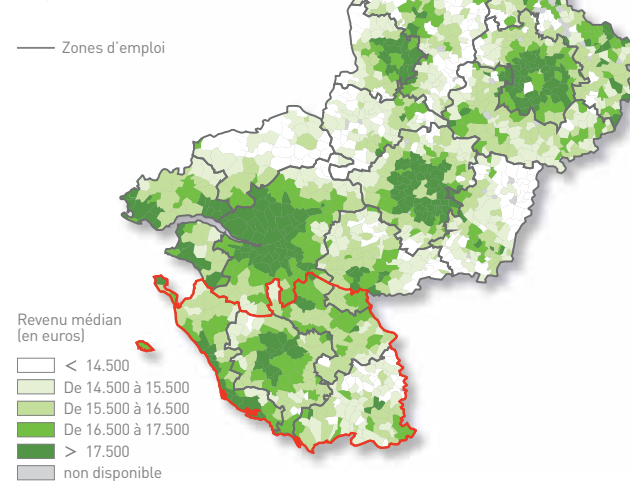 Zones d'emploi
Revenu médian
(en euros)
< 14.500
De 14.500 à 15.500
De 15.500 à 16.500
De 16.500 à 17.500
> 17.500
non disponible